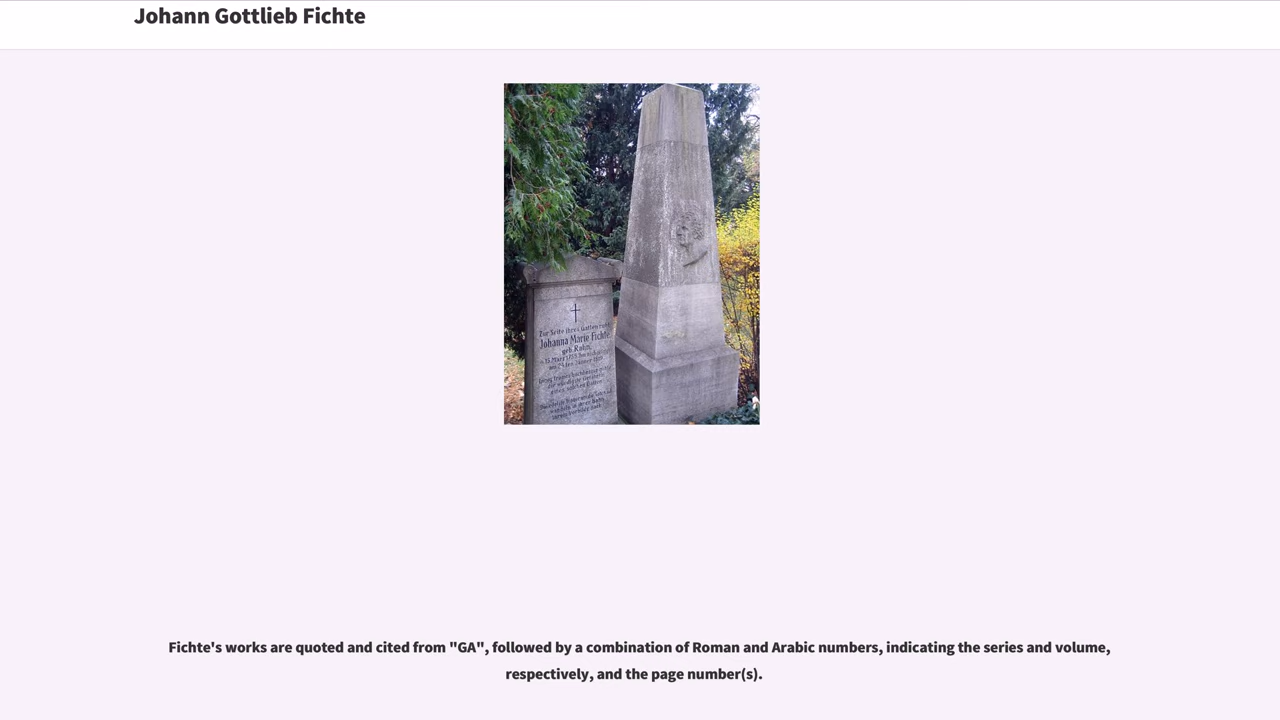 Johann Gottlieb Fichte
Zur Seite ihres Gatten ruht
Johanna Marie Fichte,
geb. Rahn,
Fichte's works are quoted and cited from "GA", followed by a combination of Roman and Arabic numbers, indicating the series and volume,
respectively, and the page number(s).